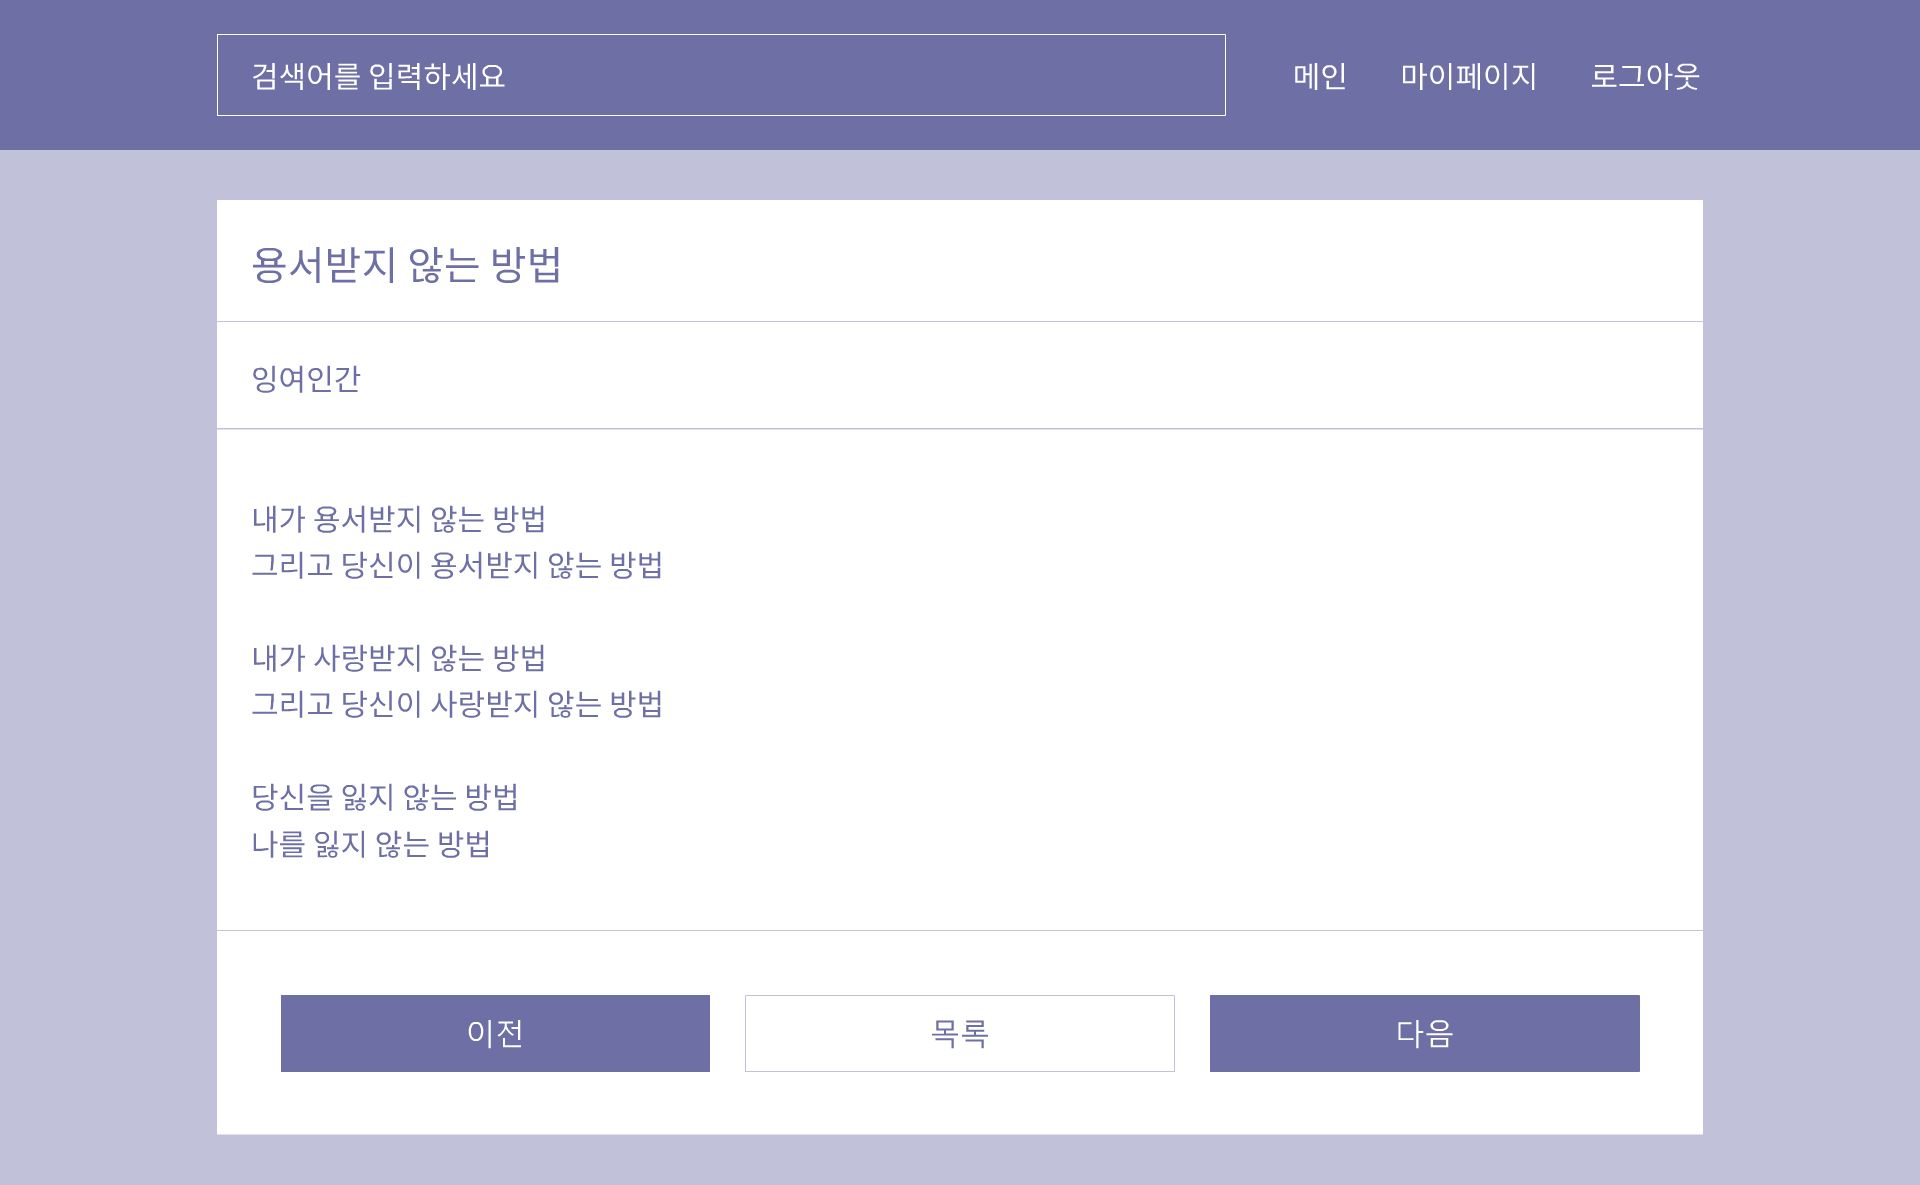 검색어를 입력하세요
메인 마이페이지 로그아웃
용서받지 않는 방법
잉여인간
내가 용서받지 않는 방법
그리고 당신이 용서받지 않는 방법
내가 사랑받지 않는 방법
그리고 당신이 사랑받지 않는 방법
당신을 잃지 않는 방법
나를 잃지 않는 방법
이전 목록 다음